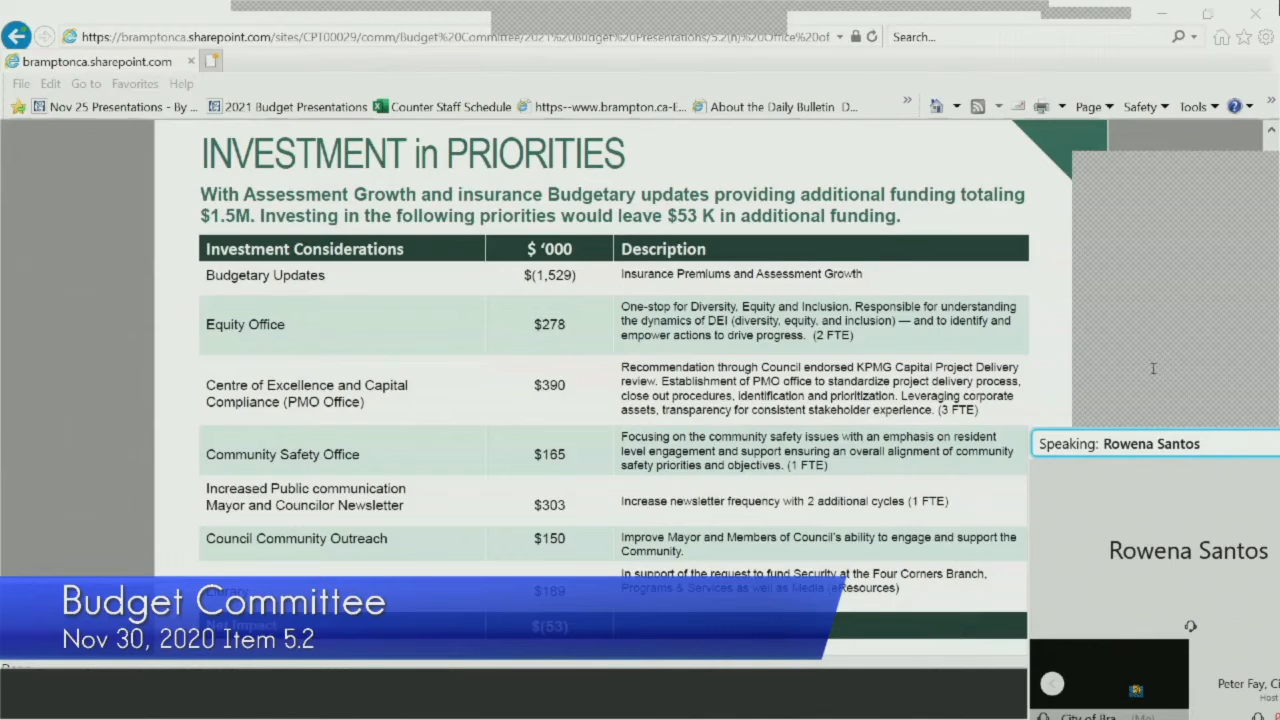 https://bramptonca.sharepoint.com/sites/CPT00029/comm/Budget%20Committee/2021%20Budget%20Presentations/5.2(h)%20Office%20of
Search...
bramptonca.sharepoint.com
File Edit Go to Favorites Help
Nov 25 Presentations - By ... 2021 Budget Presentations Counter Staff Schedule https--www.brampton.ca-E... About the Daily Bulletin D... Page Safety Tools
INVESTMENT in PRIORITIES
With Assessment Growth and insurance Budgetary updates providing additional funding totaling
$1.5M. Investing in the following priorities would leave $53 K in additional funding.
Investment Considerations $ ‘000 Description
Budgetary Updates $(1,529) Insurance Premiums and Assessment Growth
Equity Office $278
One-stop for Diversity, Equity and Inclusion. Responsible for understanding
the dynamics of DEI (diversity, equity, and inclusion) — and to identify and
empower actions to drive progress. (2 FTE)
Centre of Excellence and Capital
Compliance (PMO Office)
$390
Recommendation through Council endorsed KPMG Capital Project Delivery
review. Establishment of PMO office to standardize project delivery process,
close out procedures, identification and prioritization. Leveraging corporate
assets, transparency for consistent stakeholder experience. (3 FTE)
Community Safety Office $165
Focusing on the community safety issues with an emphasis on resident
level engagement and support ensuring an overall alignment of community
safety priorities and objectives. (1 FTE)
Increased Public communication
Mayor and Councilor Newsletter
$303
Increase newsletter frequency with 2 additional cycles (1 FTE)
Council Community Outreach $150
Improve Mayor and Members of Council's ability to engage and support the
Community.
Library $189
In support of the request to fund Security at the Four Corners Branch,
Programs & Services as well as Media (eResources)
Net Impact $(53)
Speaking: Rowena Santos
Rowena Santos
Peter Fay, Ci
Host
City of Bra... (Me)
Budget Committee
Nov 30, 2020 Item 5.2